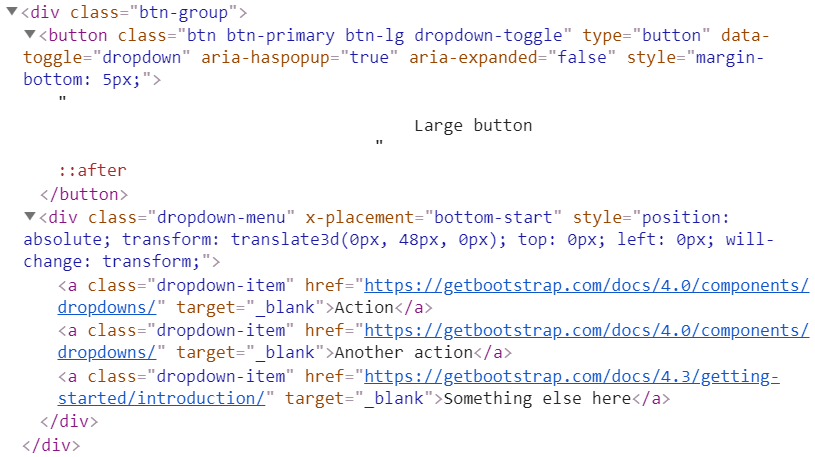 ▼<div class="btn-group">
▼<button class="btn btn-primary btn-lg dropdown-toggle" type="button" data-
toggle="dropdown" aria-haspopup="true" aria-expanded="false" style="margin-
bottom: 5px;">
"
Large button
"
::after
</button>
▼<div class="dropdown-menu" x-placement="bottom-start" style="position:
absolute; transform: translate3d(0px, 48px, 0px); top: 0px; left: 0px; will-
change: transform;">
<a class="dropdown-item" href="https://getbootstrap.com/docs/4.0/components/
dropdowns/" target="_blank">Action</a>
<a class="dropdown-item" href="https://getbootstrap.com/docs/4.0/components/
dropdowns/" target="_blank">Another action</a>
<a class="dropdown-item" href="https://getbootstrap.com/docs/4.3/getting-
started/introduction/" target="_blank">Something else here</a>
</div>
</div>